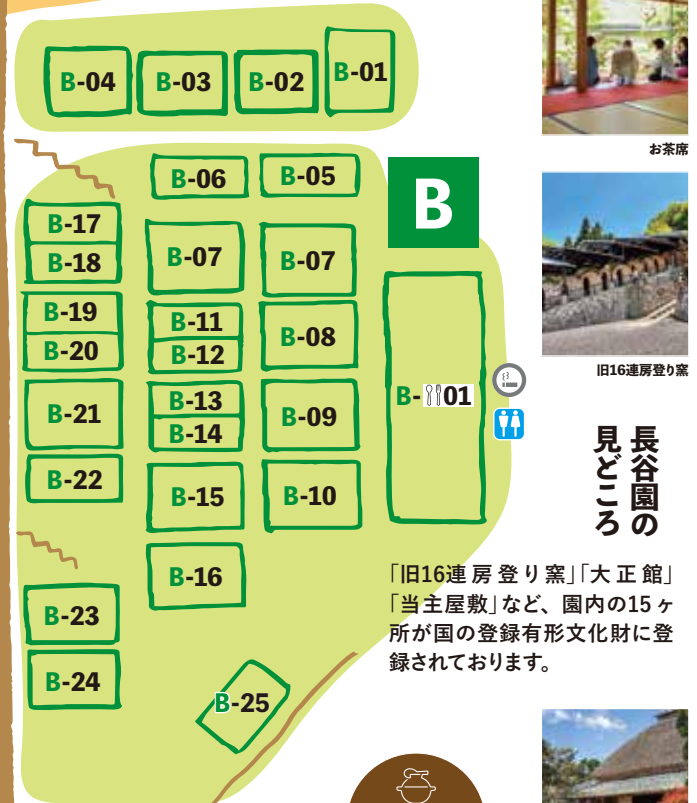 B-04
B-03
B-02
B-01
お茶席
B-06
B-05
B
B-17
B-18
B-07
B-07
旧16連房登り窯
B-19
B-20
B-11
B-12
B-08
B-21
B-13
B-14
B-09
B-01
B-22
B-15
B-10
B-16
B-23
B-24
B-25
長谷園の
見どころ
「旧16連房登り窯」「大正館」
「当主屋敷」など、園内の15ヶ
所が国の登録有形文化財に登
録されております。